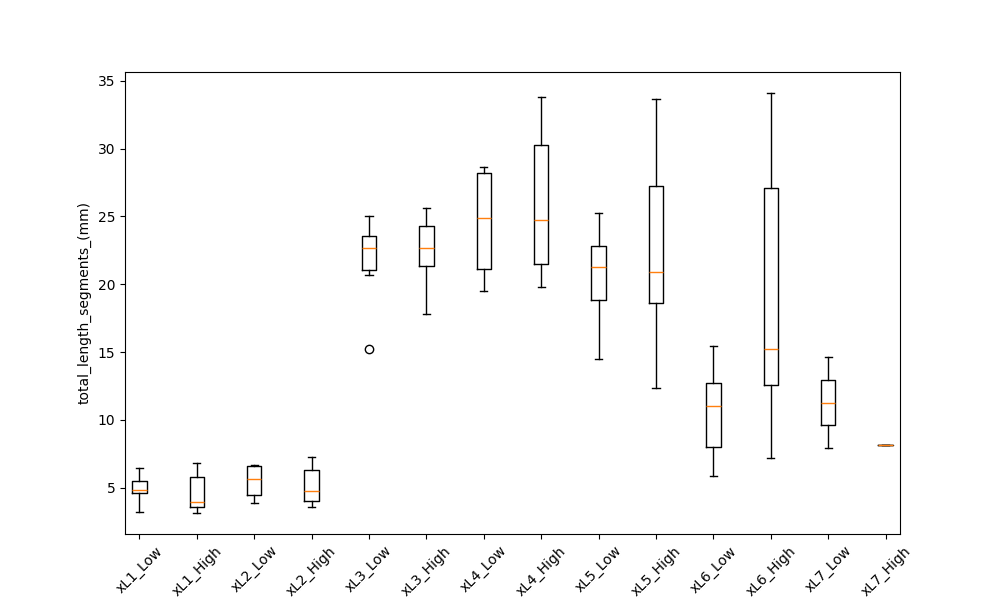 total_length_segments_(mm)
35
30
25
20
15
10
5
xL1_Low
xL1_High
xL2_Low
xL2_High
xL3_Low
xL3_High
xL4_Low
xL4_High
xL5_Low
xL5_High
xL6_Low
xL6_High
xL7_Low
xL7_High